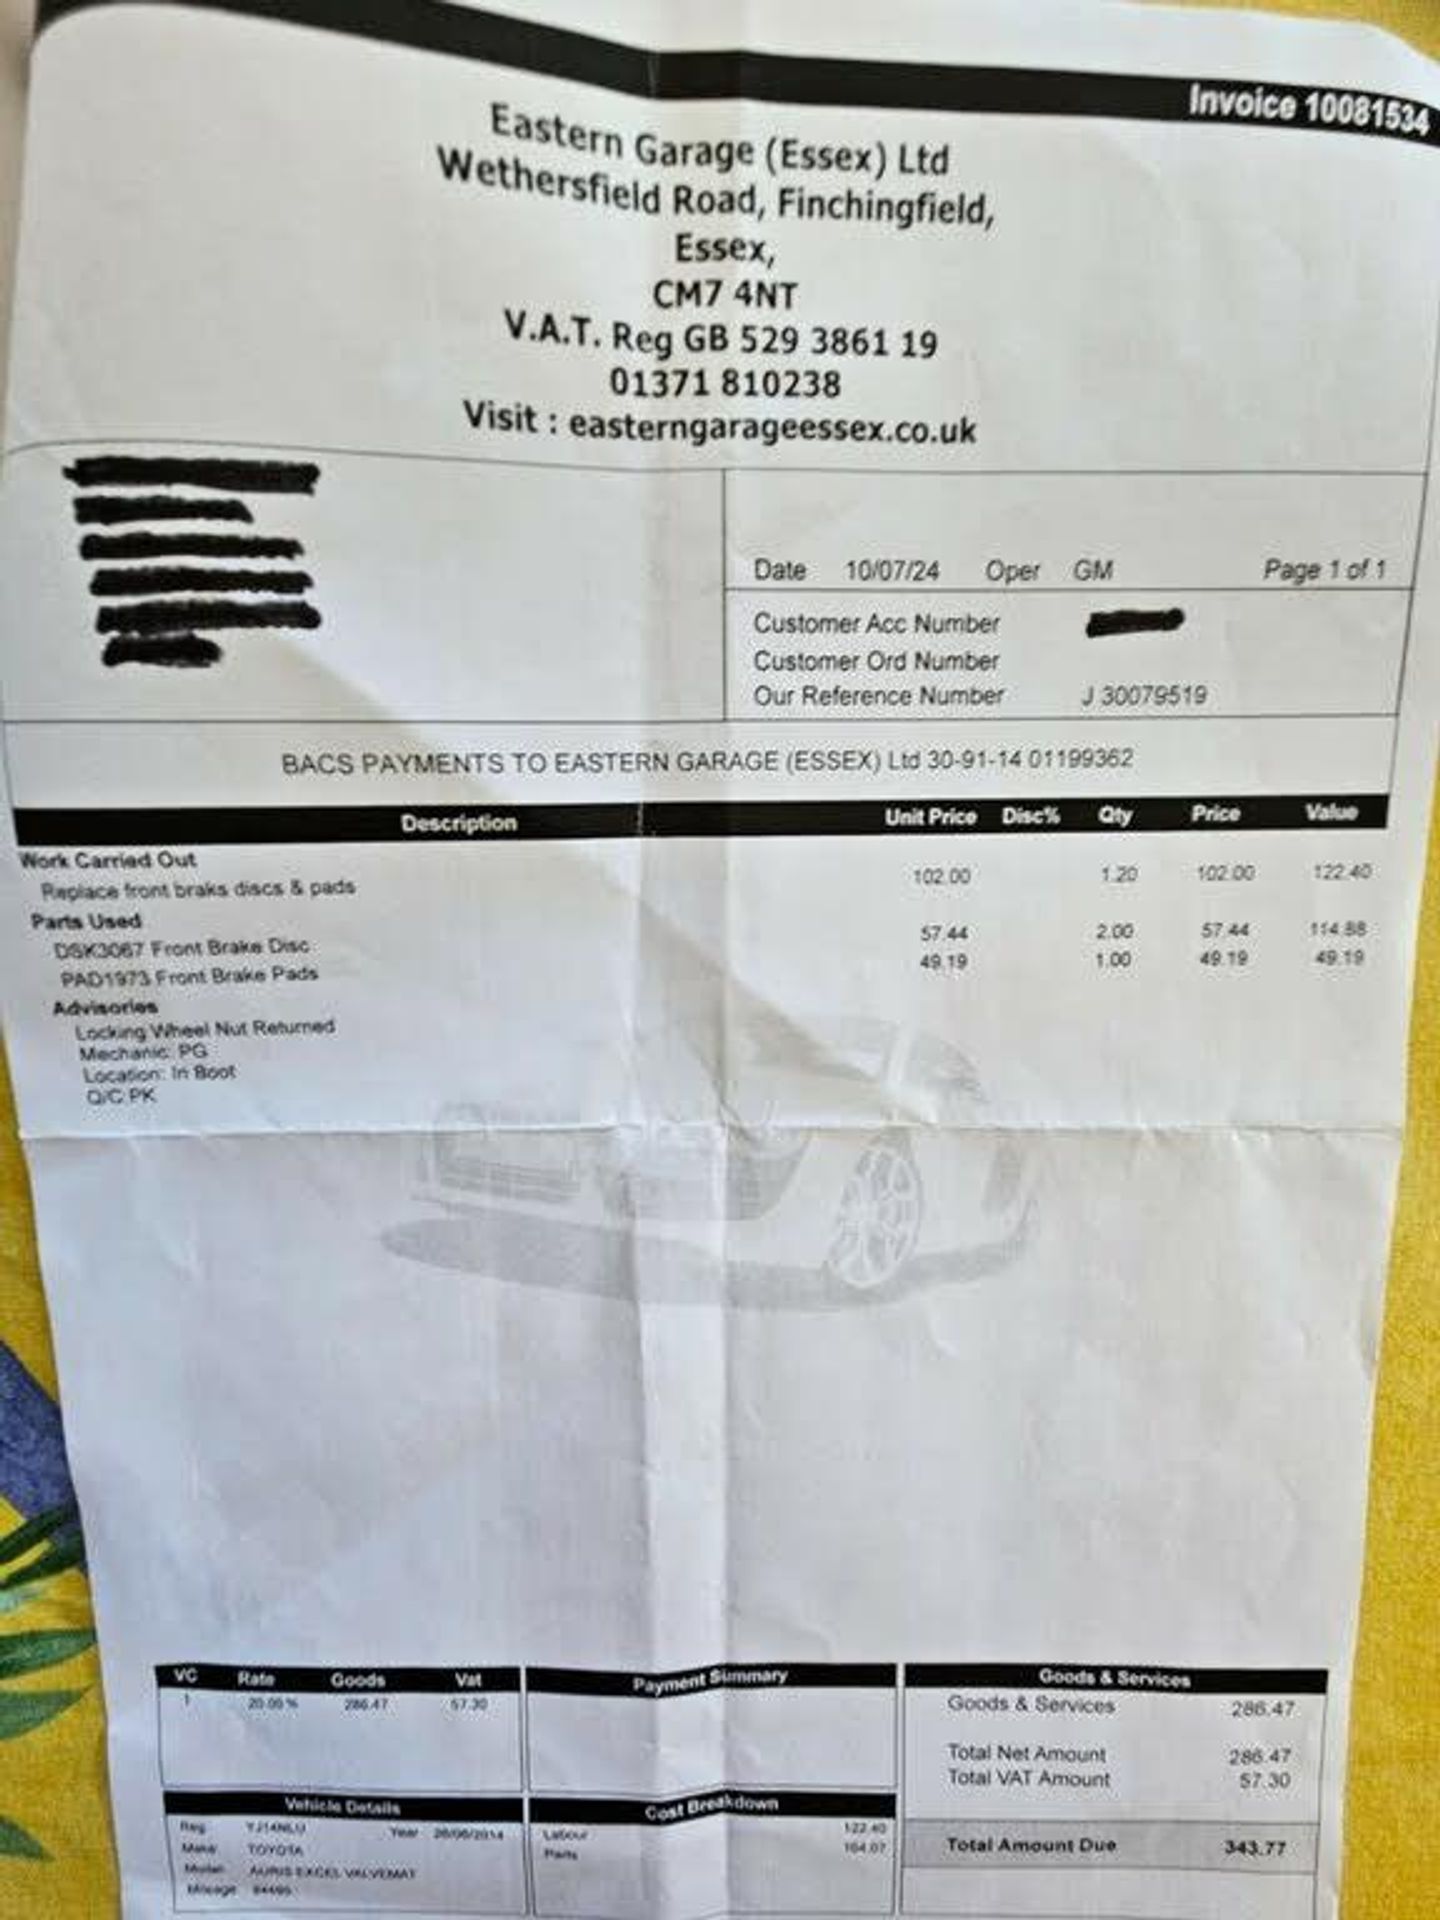 Invoice 10081534
Eastern Garage (Essex) Ltd
Wethersfield Road, Finchingfield,
Essex,
CM7 4NT
V.A.T. Reg GB 529 3861 19
01371 810238
Visit : easterngarageessex.co.uk
Date 10/07/24 Oper GM Page 1 of 1
Customer Acc Number
Customer Ord Number
Our Reference Number J 30079519
BACS PAYMENTS TO EASTERN GARAGE (ESSEX) Ltd 30-91-14 01199362
Description Unit Price Disc% Qty Price Value
Work Carried Out
Replace front braks discs & pads 102.00 1.20 102.00 122.40
Parts Used
DSK3067 Front Brake Disc 57.44 2.00 57.44 114.88
PAD1973 Front Brake Pads 49.19 1.00 49.19 49.19
Advisories
Locking Wheel Nut Returned
Mechanic: PG
Location: In Boot
Q/C PK
VC Rate Goods Vat
1 20.00 % 286.47 57.30
Payment Summary
Goods & Services
Goods & Services 286.47
Total Net Amount 286.47
Total VAT Amount 57.30
Total Amount Due 343.77
Vehicle Details
Reg Year
Make TOYOTA
Model AURIS EXCEL VALVEMAT
Mileage
Cost Breakdown
Labour 122.40
Parts 164.07